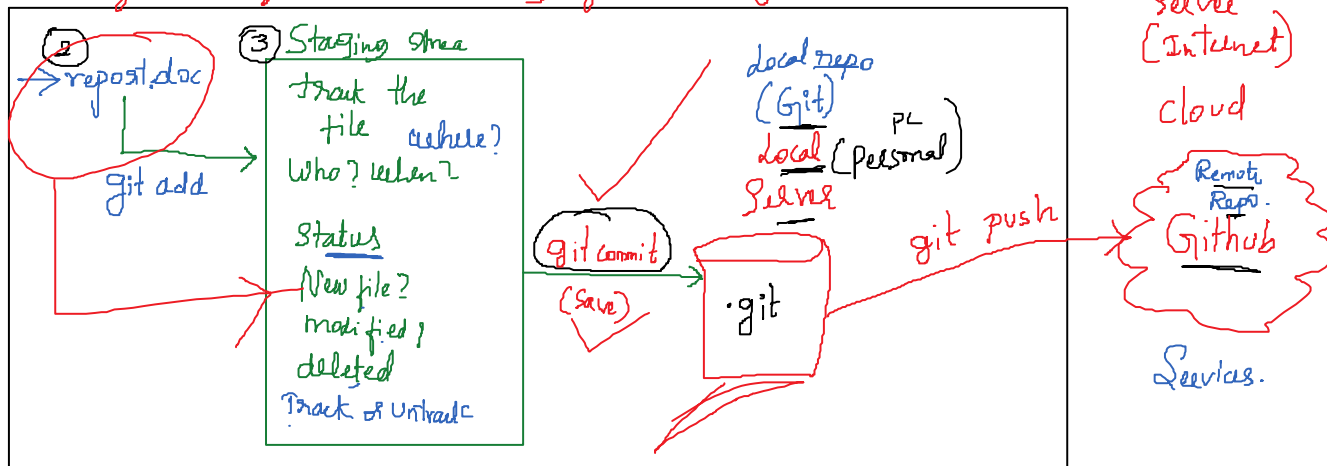 2
report.doc
git add
3 Staging Area
Track the
file where?
Who? when?
Status
New file?
modified,
deleted
Track or Untrack
git commit
(Save)
Local repo
(Git)
PC
Local (personal)
Server
.git
git push
Server
(Internet)
cloud
Remote
Repo.
Github
Services.